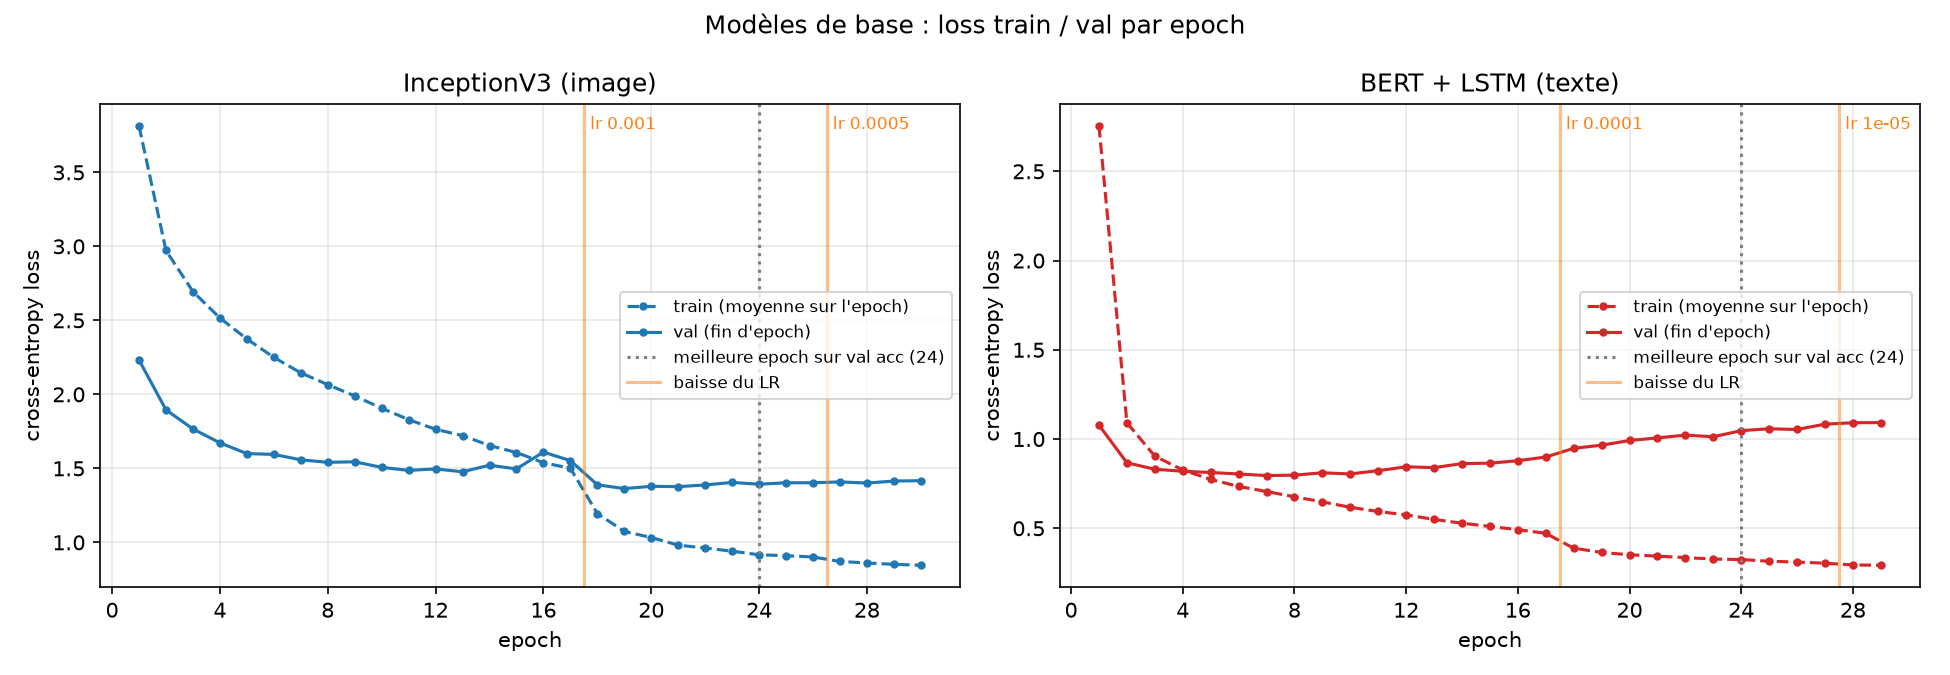 Modèles de base : loss train / val par epoch
InceptionV3 (image)
lr 0.001
lr 0.0005
3.5
3.0
2.5
2.0
1.5
1.0
cross-entropy loss
train (moyenne sur l'epoch)
val (fin d'epoch)
meilleure epoch sur val acc (24)
baisse du LR
0 4 8 12 16 20 24 28
epoch
BERT + LSTM (texte)
lr 0.0001
lr 1e-05
2.5
2.0
1.5
1.0
0.5
cross-entropy loss
train (moyenne sur l'epoch)
val (fin d'epoch)
meilleure epoch sur val acc (24)
baisse du LR
0 4 8 12 16 20 24 28
epoch